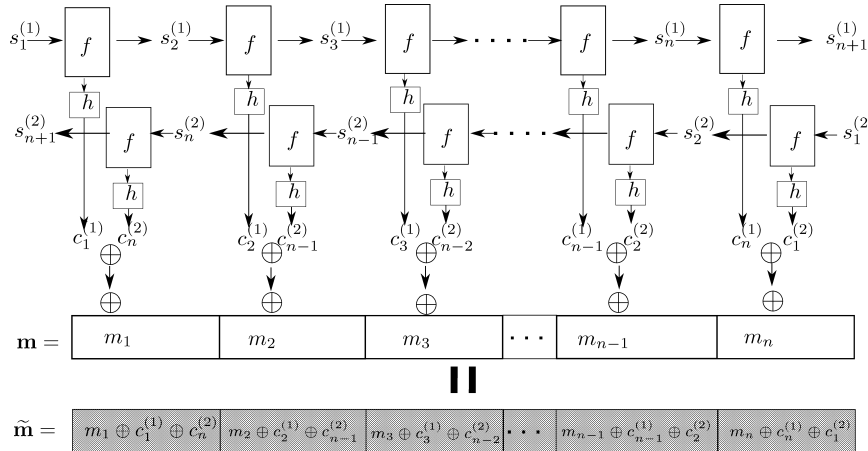 s_1^{(1)} f s_2^{(1)} f s_3^{(1)} f · · · · f s_n^{(1)} f s_{n+1}^{(1)}
h h h h h
s_{n+1}^{(2)} f s_n^{(2)} f s_{n-1}^{(2)} f · · · · f s_2^{(2)} f s_1^{(2)}
h h h h h
c_1^{(1)} c_n^{(2)} c_2^{(1)} c_{n-1}^{(2)} c_3^{(1)} c_{n-2}^{(2)} c_{n-1}^{(1)} c_2^{(2)} c_n^{(1)} c_1^{(2)}
⊕ ⊕ ⊕ ⊕ ⊕
⊕ ⊕ ⊕ ⊕ ⊕
m = m_1 m_2 m_3 · · · m_{n-1} m_n
=
m̃ = m_1 ⊕ c_1^{(1)} ⊕ c_n^{(2)} m_2 ⊕ c_2^{(1)} ⊕ c_{n-1}^{(2)} m_3 ⊕ c_3^{(1)} ⊕ c_{n-2}^{(2)} · · · m_{n-1} ⊕ c_{n-1}^{(1)} ⊕ c_2^{(2)} m_n ⊕ c_n^{(1)} ⊕ c_1^{(2)}